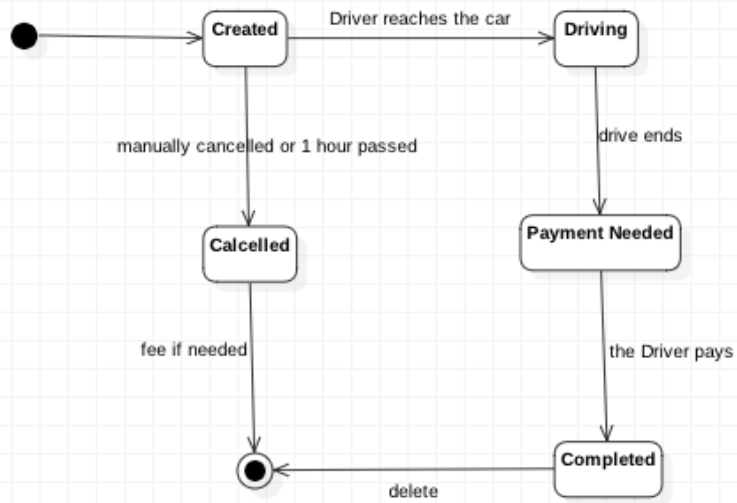 Driver reaches the car
Created
Driving
manually cancelled or 1 hour passed
drive ends
Calcelled
Payment Needed
fee if needed
the Driver pays
Completed
delete